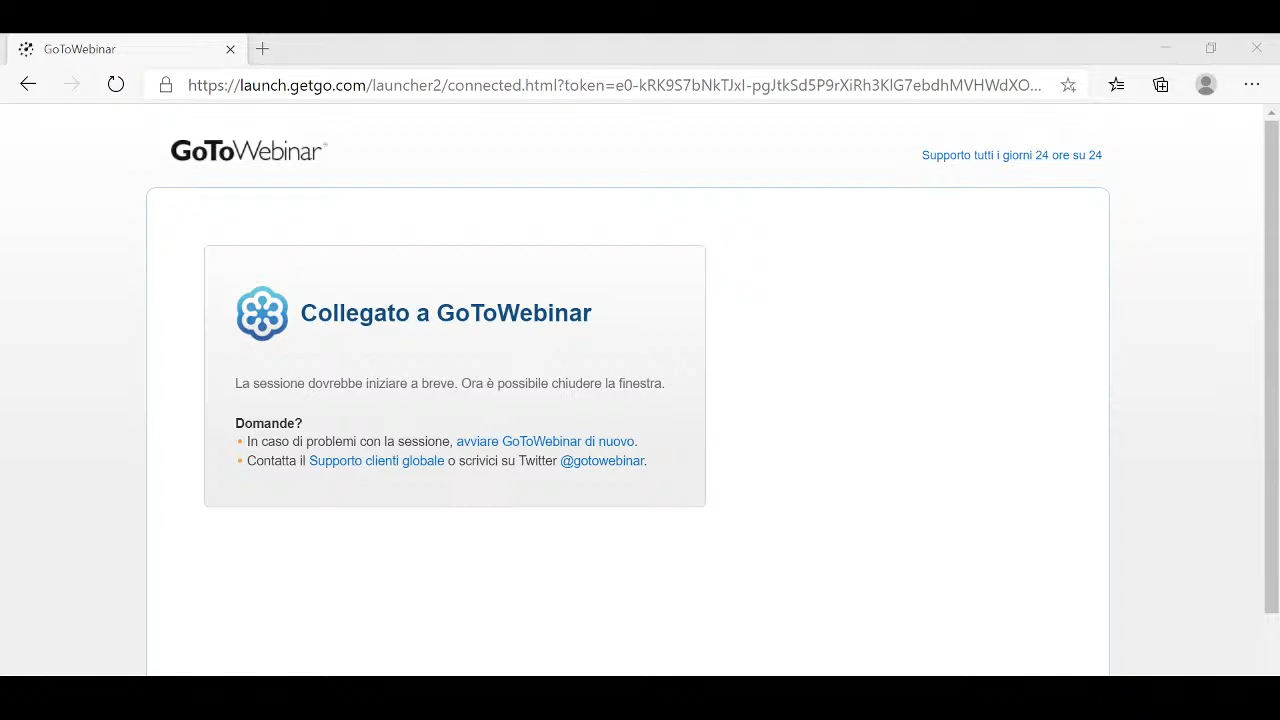 GoToWebinar
https://launch.getgo.com/launcher2/connected.html?token=e0-kRK9S7bNkTJxI-pgJtkSd5P9rXiRh3KlG7ebdhMVHWdXO...
GoToWebinar
Supporto tutti i giorni 24 ore su 24
Collegato a GoToWebinar
La sessione dovrebbe iniziare a breve. Ora è possibile chiudere la finestra.
Domande?
• In caso di problemi con la sessione, avviare GoToWebinar di nuovo.
• Contatta il Supporto clienti globale o scrivici su Twitter @gotowebinar.